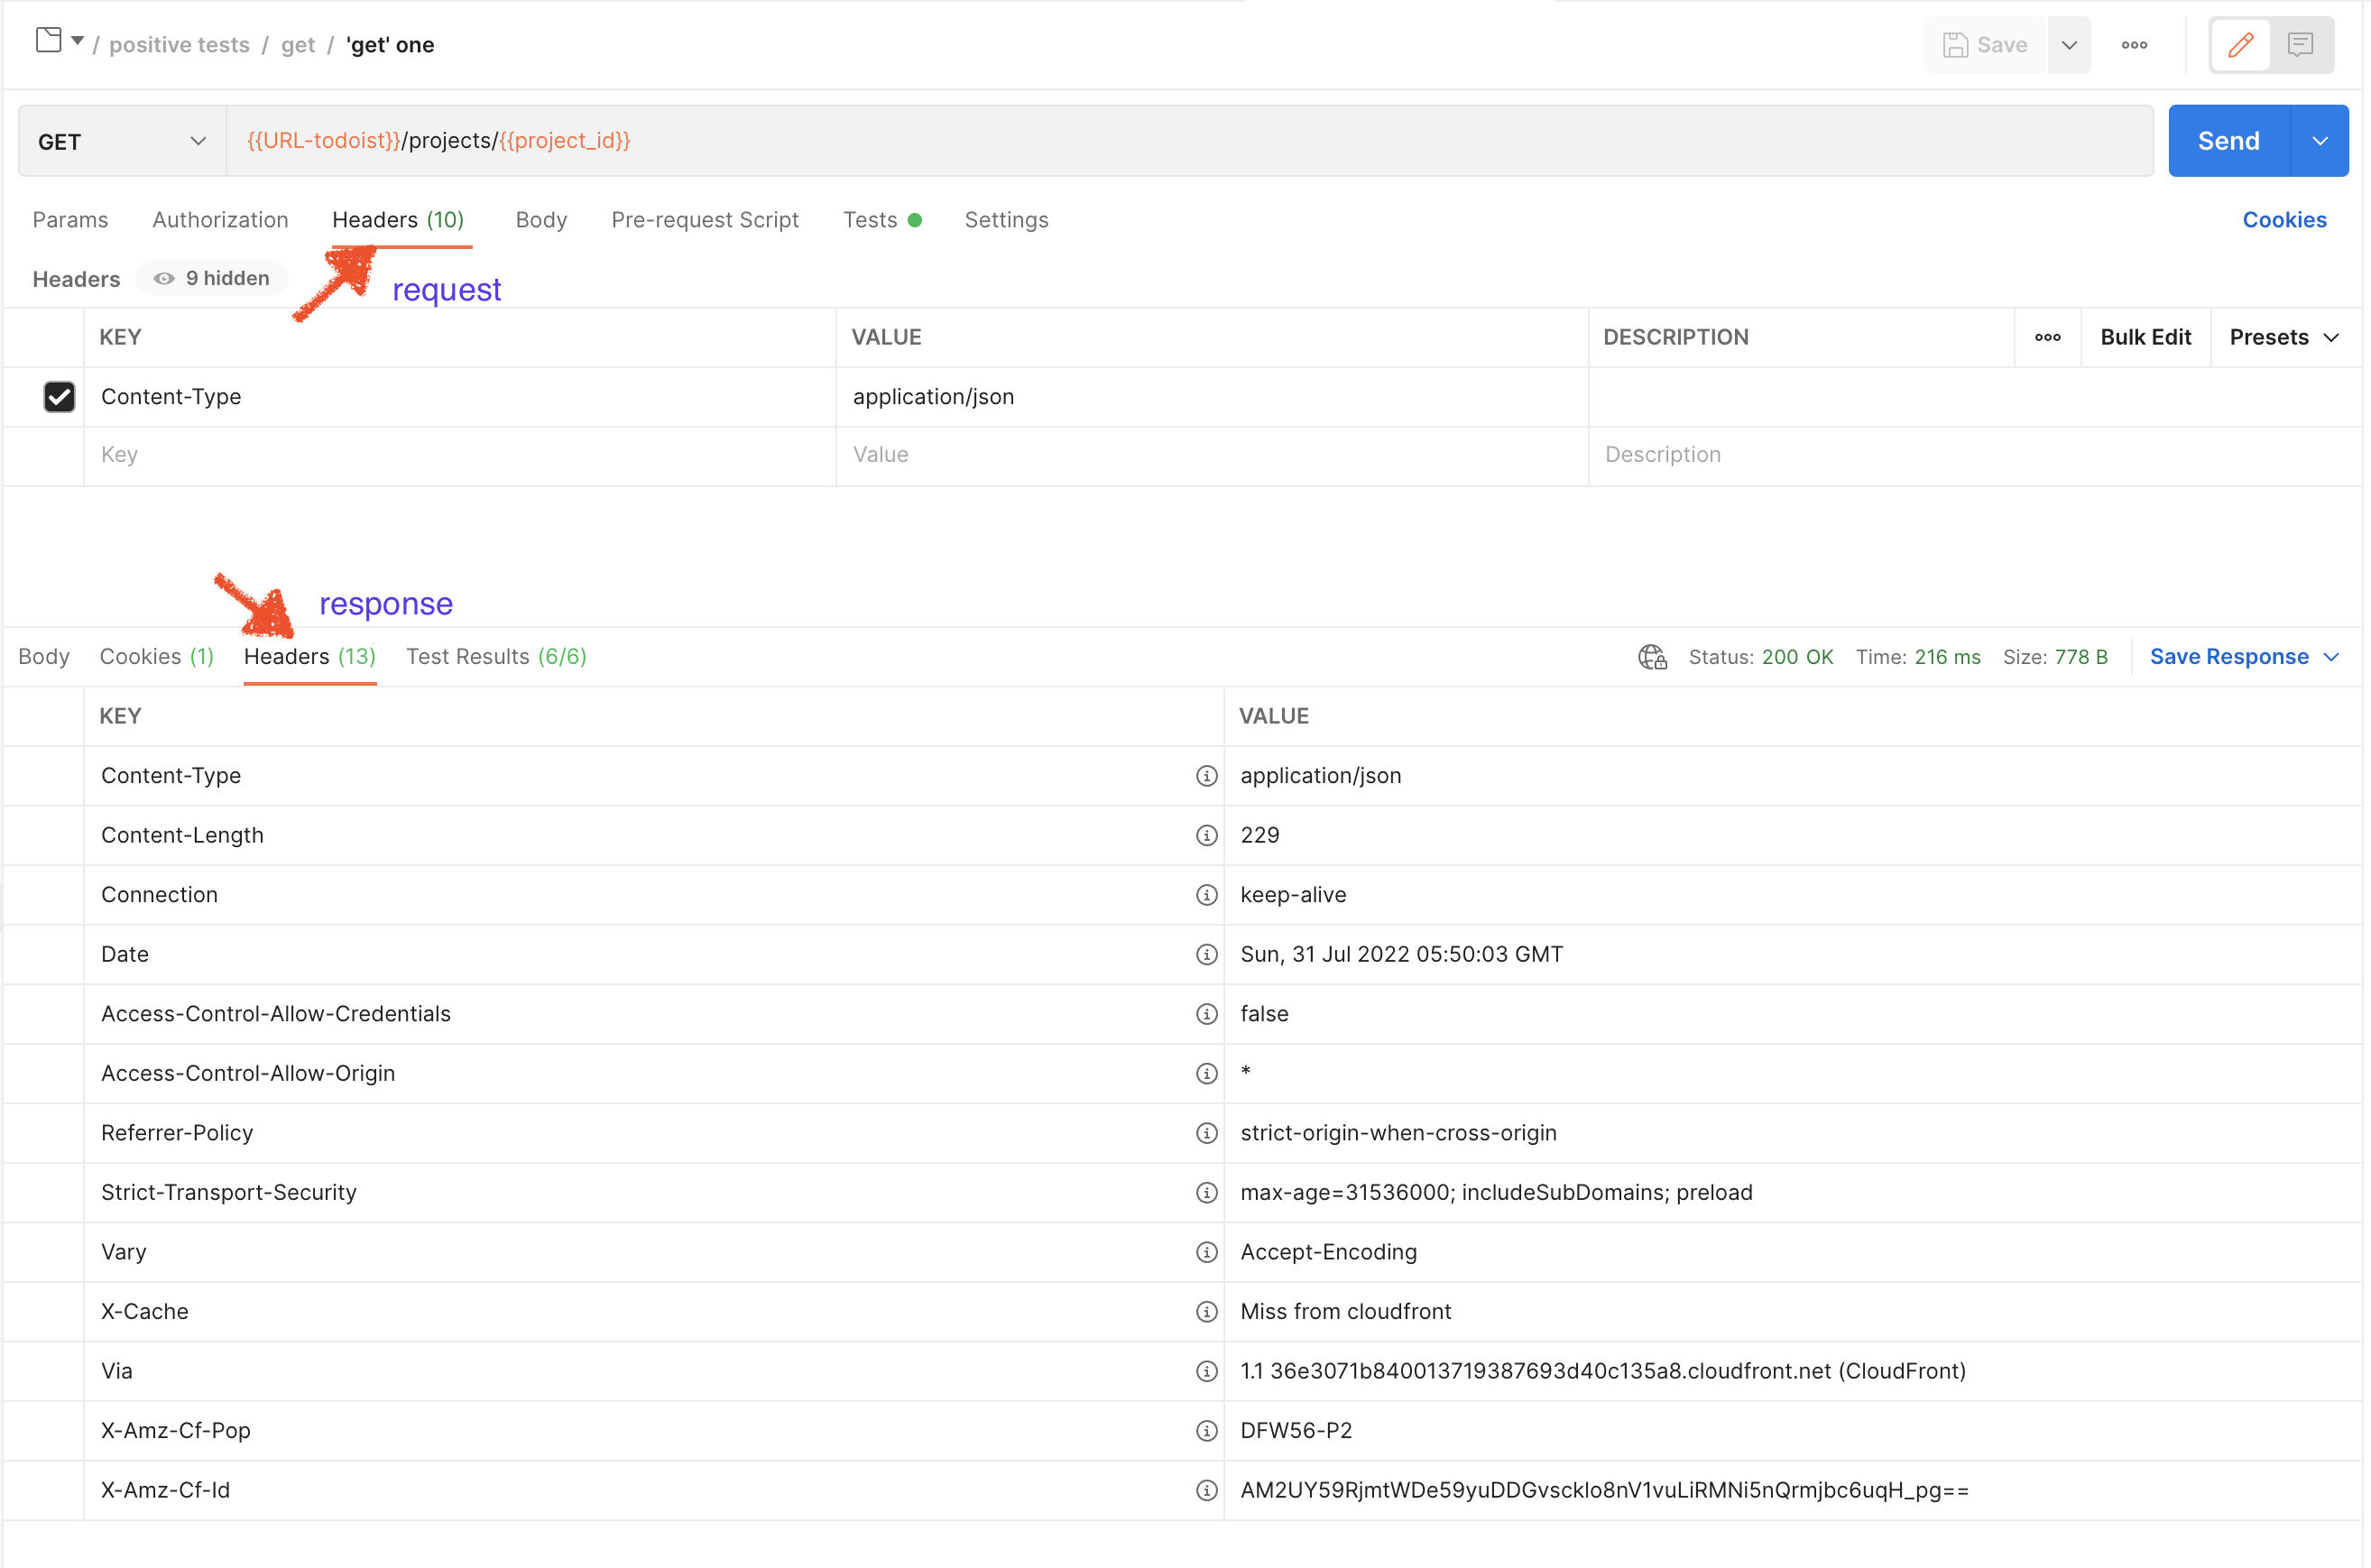 / positive tests / get / 'get' one
Save
GET {{URL-todoist}}/projects/{{project_id}} Send
Params Authorization Headers (10) Body Pre-request Script Tests Settings Cookies
Headers 9 hidden
request
KEY VALUE DESCRIPTION Bulk Edit Presets
Content-Type application/json
Key Value Description
response
Body Cookies (1) Headers (13) Test Results (6/6) Status: 200 OK Time: 216 ms Size: 778 B Save Response
KEY VALUE
Content-Type application/json
Content-Length 229
Connection keep-alive
Date Sun, 31 Jul 2022 05:50:03 GMT
Access-Control-Allow-Credentials false
Access-Control-Allow-Origin *
Referrer-Policy strict-origin-when-cross-origin
Strict-Transport-Security max-age=31536000; includeSubDomains; preload
Vary Accept-Encoding
X-Cache Miss from cloudfront
Via 1.1 36e3071b840013719387693d40c135a8.cloudfront.net (CloudFront)
X-Amz-Cf-Pop DFW56-P2
X-Amz-Cf-Id AM2UY59RjmtWDe59yuDDGvscklo8nV1vuLiRMNi5nQrmjbc6uqH_pg==